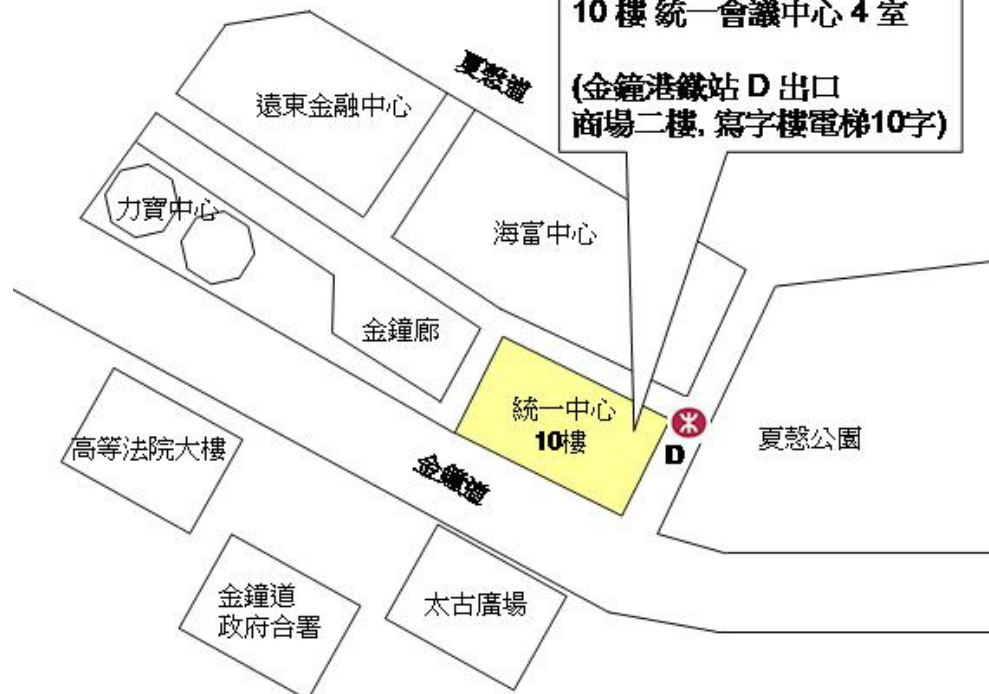 10 樓 統一會議中心 4 室
(金鐘港鐵站 D 出口
商場二樓, 寫字樓電梯10字)
夏慤道
遠東金融中心
力寶中心
海富中心
金鐘廊
統一中心
10樓
D
夏慤公園
高等法院大樓
金鐘道
金鐘道
政府合署
太古廣場